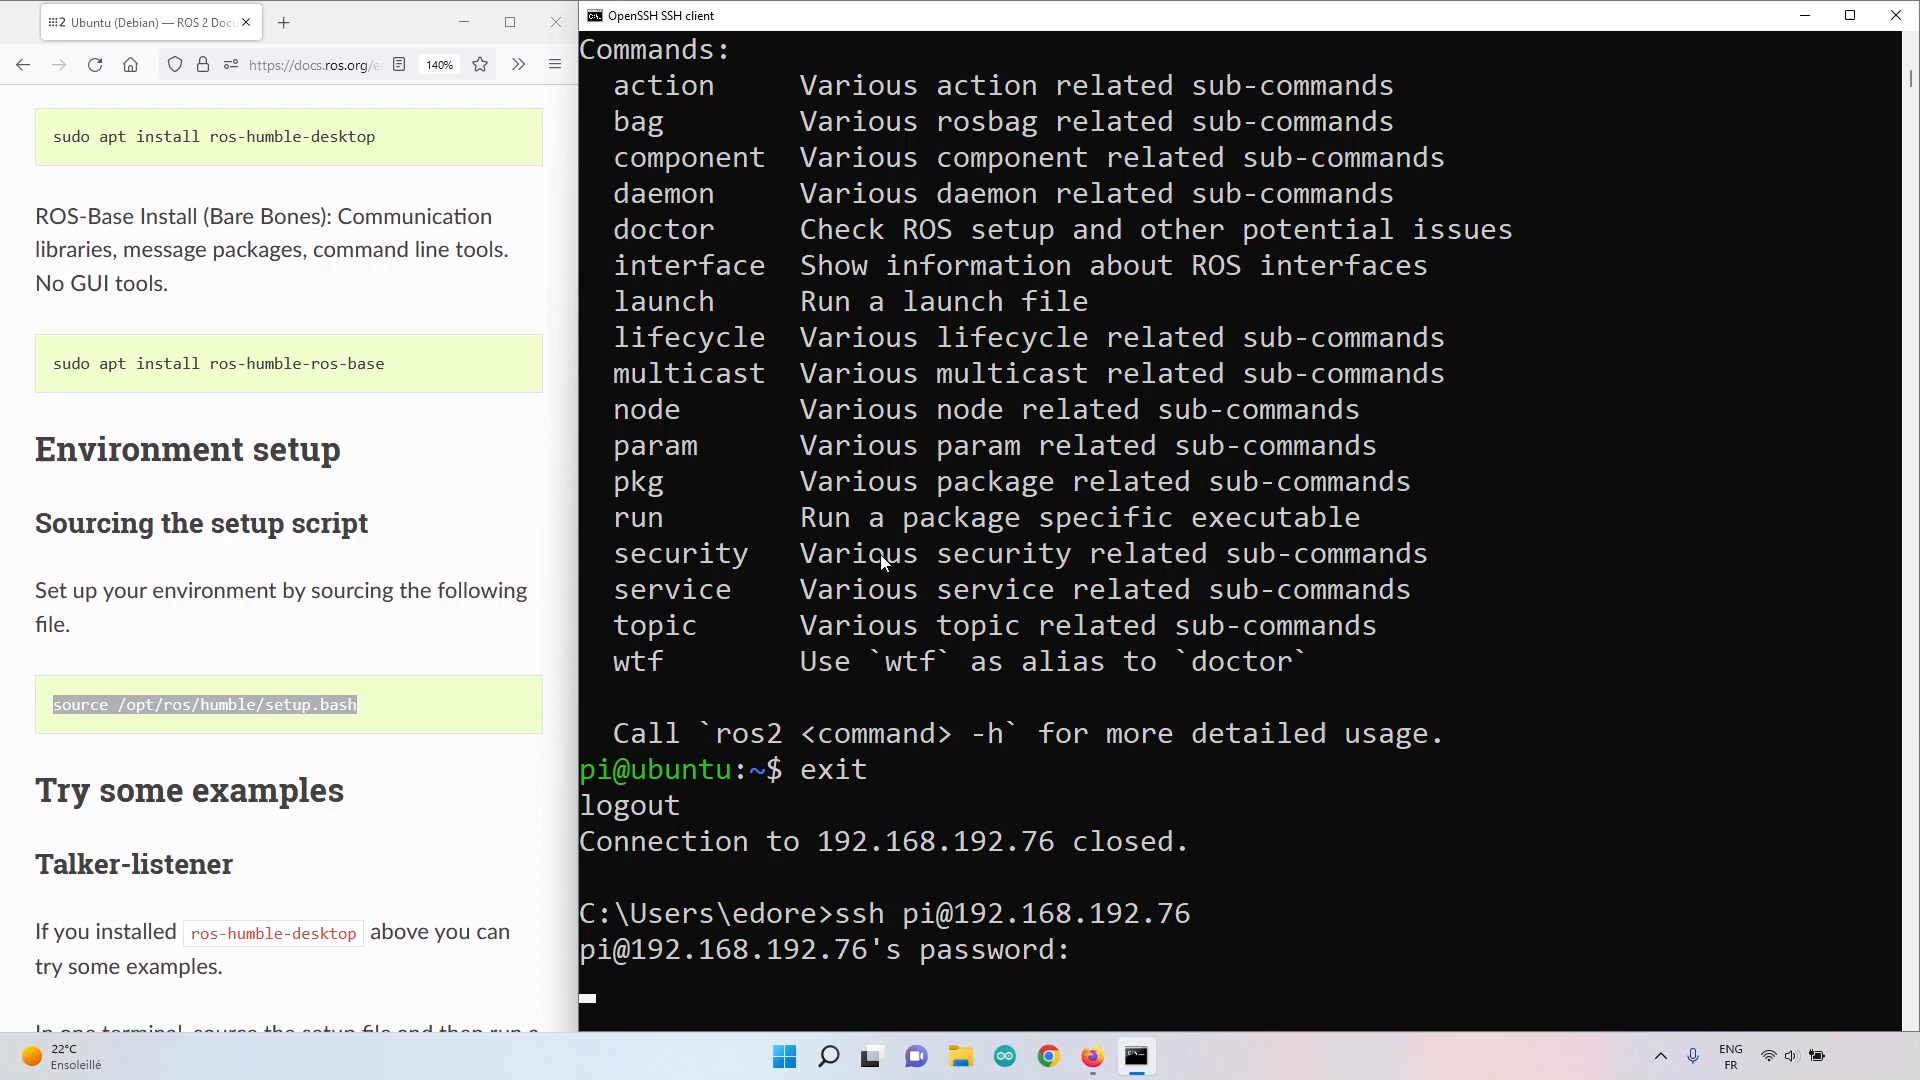 Ubuntu (Debian) — ROS 2 Docu
https://docs.ros.org/e
140%
sudo apt install ros-humble-desktop
ROS-Base Install (Bare Bones): Communication
libraries, message packages, command line tools.
No GUI tools.
sudo apt install ros-humble-ros-base
Environment setup
Sourcing the setup script
Set up your environment by sourcing the following
file.
source /opt/ros/humble/setup.bash
Try some examples
Talker-listener
If you installed ros-humble-desktop above you can
try some examples.
In one terminal, source the setup file and then run a
OpenSSH SSH client
Commands:
action Various action related sub-commands
bag Various rosbag related sub-commands
component Various component related sub-commands
daemon Various daemon related sub-commands
doctor Check ROS setup and other potential issues
interface Show information about ROS interfaces
launch Run a launch file
lifecycle Various lifecycle related sub-commands
multicast Various multicast related sub-commands
node Various node related sub-commands
param Various param related sub-commands
pkg Various package related sub-commands
run Run a package specific executable
security Various security related sub-commands
service Various service related sub-commands
topic Various topic related sub-commands
wtf Use `wtf` as alias to `doctor`
Call `ros2 <command> -h` for more detailed usage.
pi@ubuntu:~$ exit
logout
Connection to 192.168.192.76 closed.
C:\Users\edore>ssh pi@192.168.192.76
pi@192.168.192.76's password:
22°C
Ensoleillé
ENG
FR